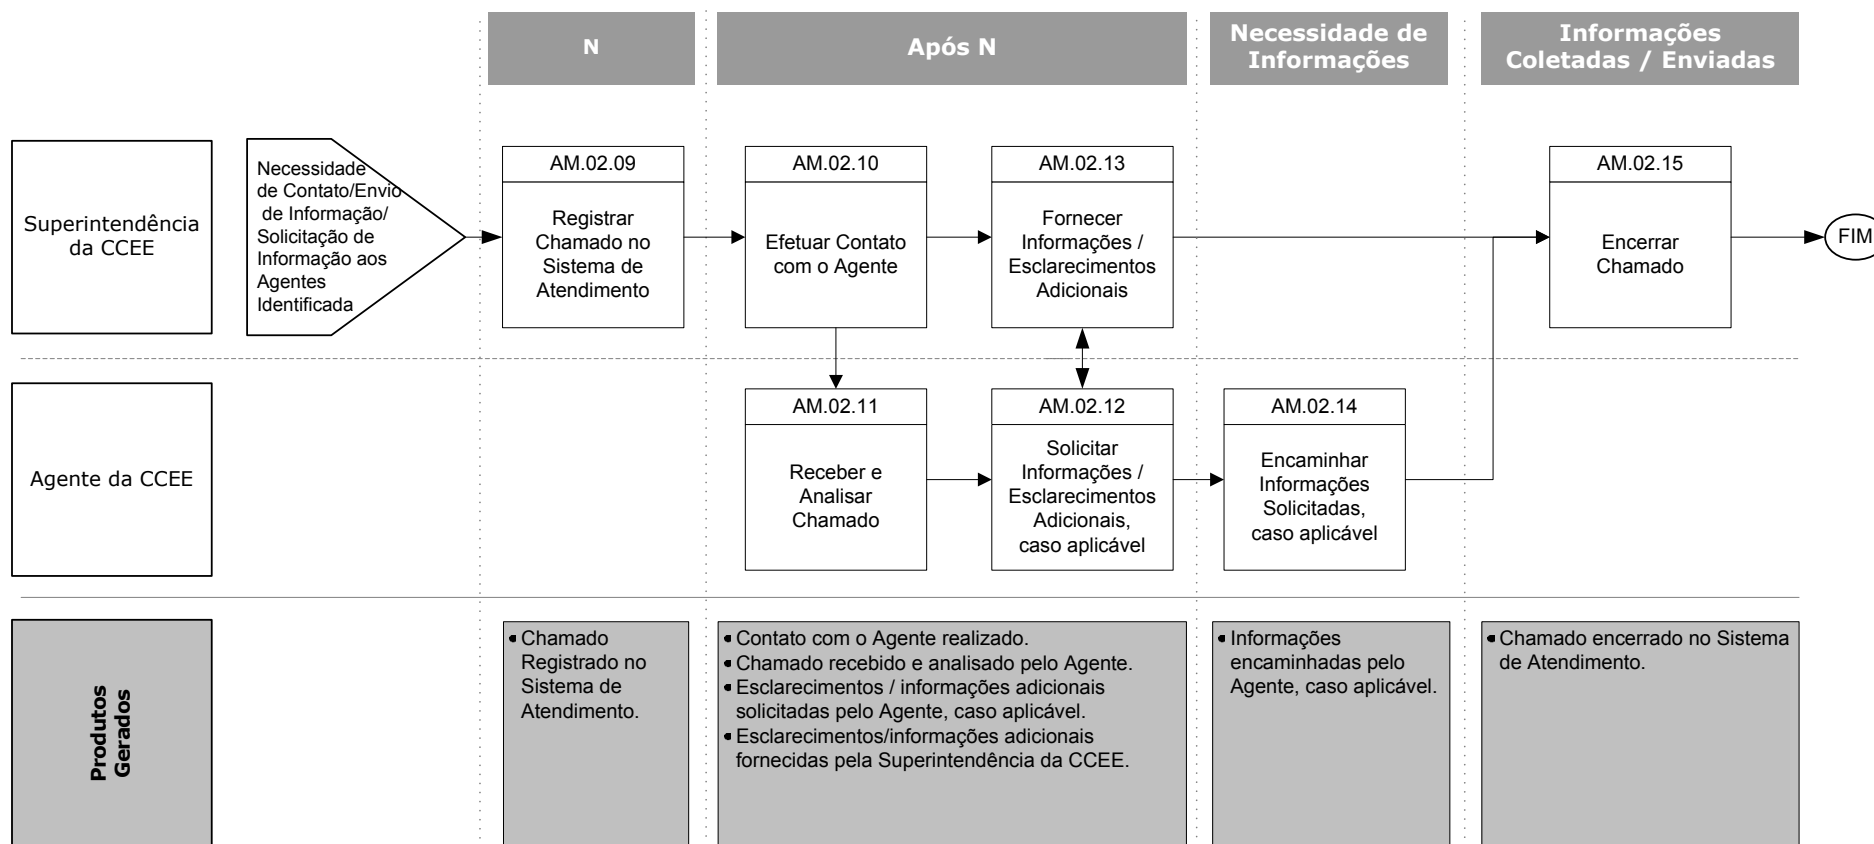 N
Após N
Necessidade de
Informações
Informações
Coletadas / Enviadas
Superintendência
da CCEE
Necessidade
de Contato/Envio
de Informação/
Solicitação de
Informação aos
Agentes
Identificada
AM.02.09
Registrar
Chamado no
Sistema de
Atendimento
AM.02.10
Efetuar Contato
com o Agente
AM.02.13
Fornecer
Informações /
Esclarecimentos
Adicionais
AM.02.15
Encerrar
Chamado
FIM
Agente da CCEE
AM.02.11
Receber e
Analisar
Chamado
AM.02.12
Solicitar
Informações /
Esclarecimentos
Adicionais,
caso aplicável
AM.02.14
Encaminhar
Informações
Solicitadas,
caso aplicável
Produtos
Gerados
• Chamado
Registrado no
Sistema de
Atendimento.
• Contato com o Agente realizado.
• Chamado recebido e analisado pelo Agente.
• Esclarecimentos / informações adicionais
solicitadas pelo Agente, caso aplicável.
• Esclarecimentos/informações adicionais
fornecidas pela Superintendência da CCEE.
• Informações
encaminhadas pelo
Agente, caso aplicável.
• Chamado encerrado no Sistema
de Atendimento.